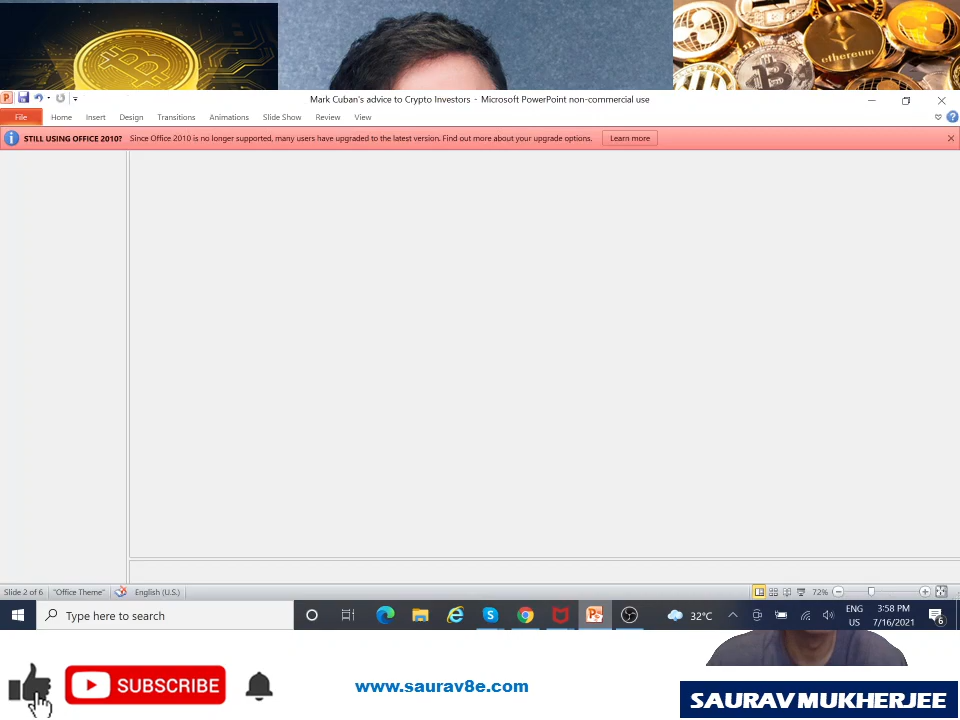 ethereum
Mark Cuban's advice to Crypto Investors - Microsoft PowerPoint non-commercial use
File Home Insert Design Transitions Animations Slide Show Review View
STILL USING OFFICE 2010? Since Office 2010 is no longer supported, many users have upgraded to the latest version. Find out more about your upgrade options. Learn more
Slide 2 of 6 "Office Theme" English (U.S.) 72%
Type here to search 32°C ENG 3:58 PM
US 7/16/2021 6
SUBSCRIBE www.saurav8e.com SAURAV MUKHERJEE